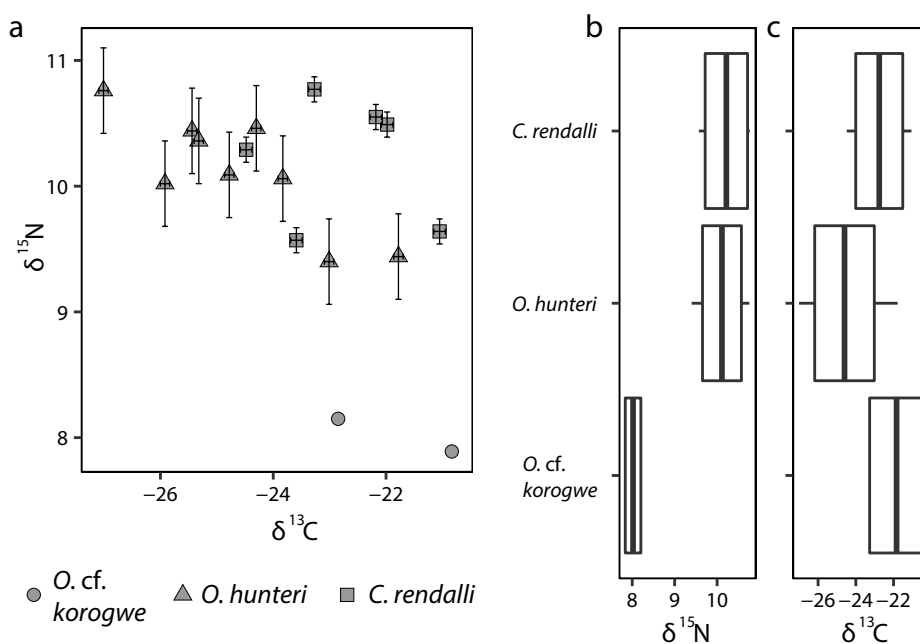 a
11
10
9
8
δ¹⁵N
−26
−24
−22
δ¹³C
O. cf.
korogwe
O. hunteri
C. rendalli
b
c
C. rendalli
O. hunteri
O. cf.
korogwe
8
9
10
δ¹⁵N
−26
−24
−22
δ¹³C